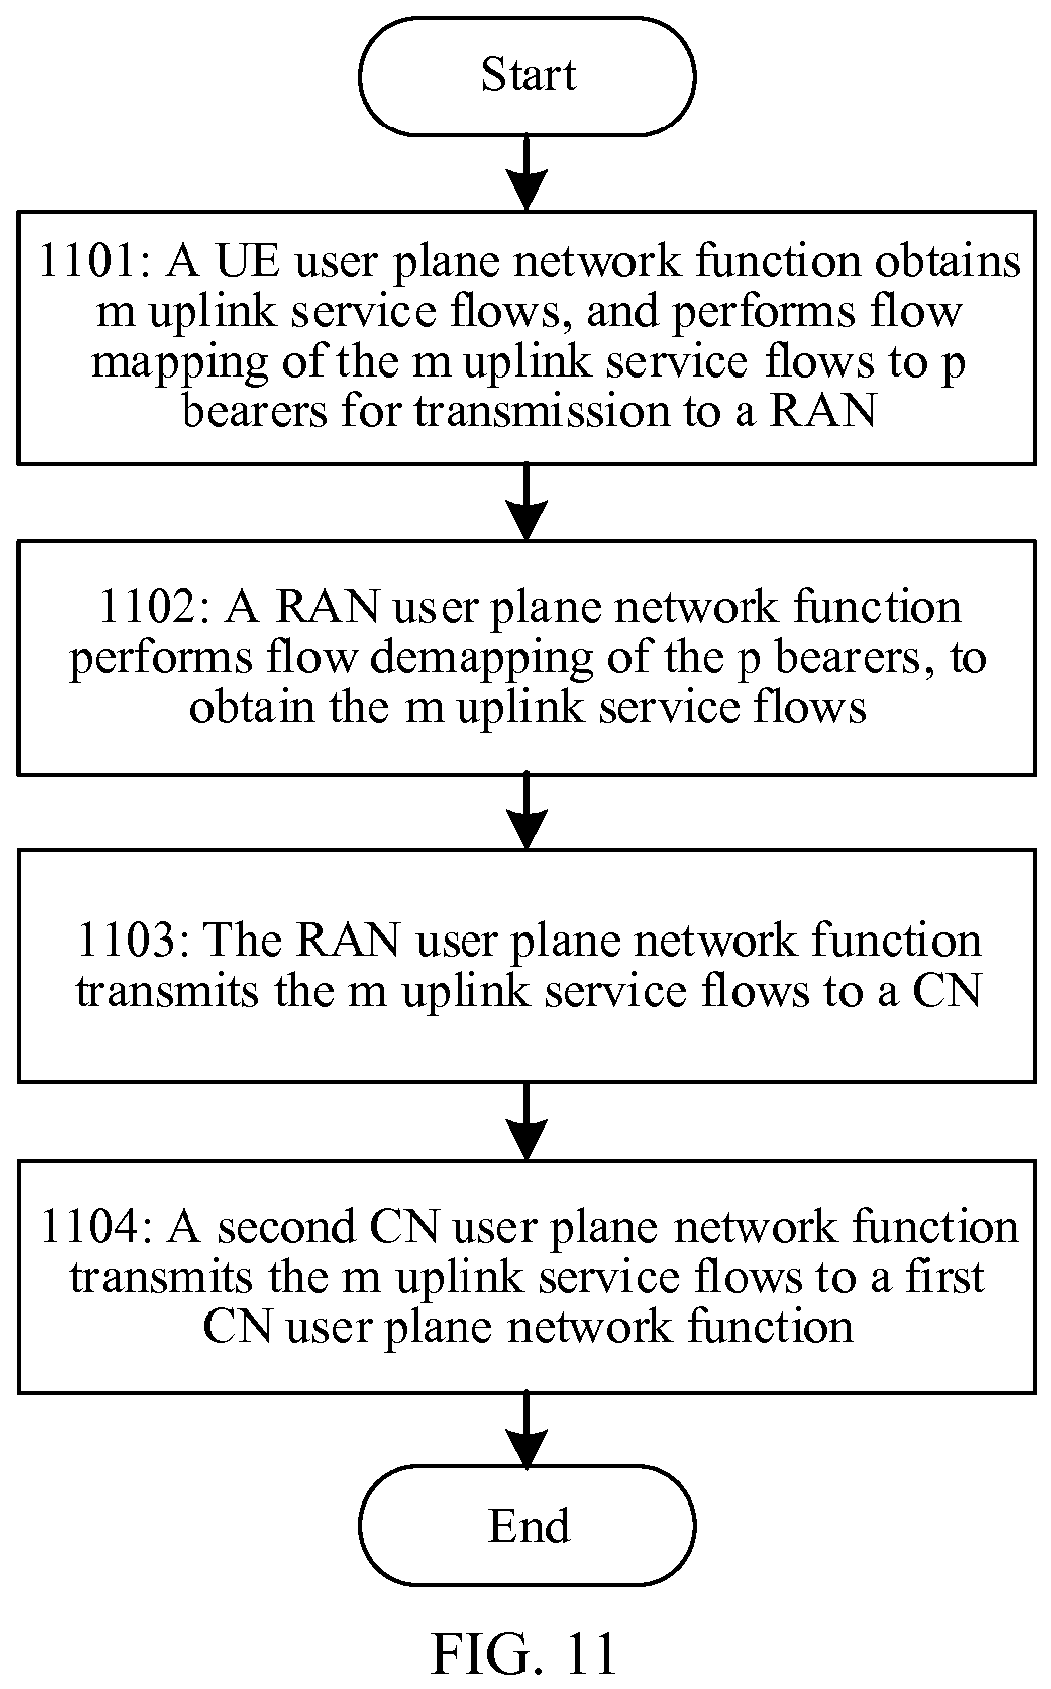 Start
1101: A UE user plane network function obtains
m uplink service flows, and performs flow
mapping of the m uplink service flows to p
bearers for transmission to a RAN
1102: A RAN user plane network function
performs flow demapping of the p bearers, to
obtain the m uplink service flows
1103: The RAN user plane network function
transmits the m uplink service flows to a CN
1104: A second CN user plane network function
transmits the m uplink service flows to a first
CN user plane network function
End
FIG. 11